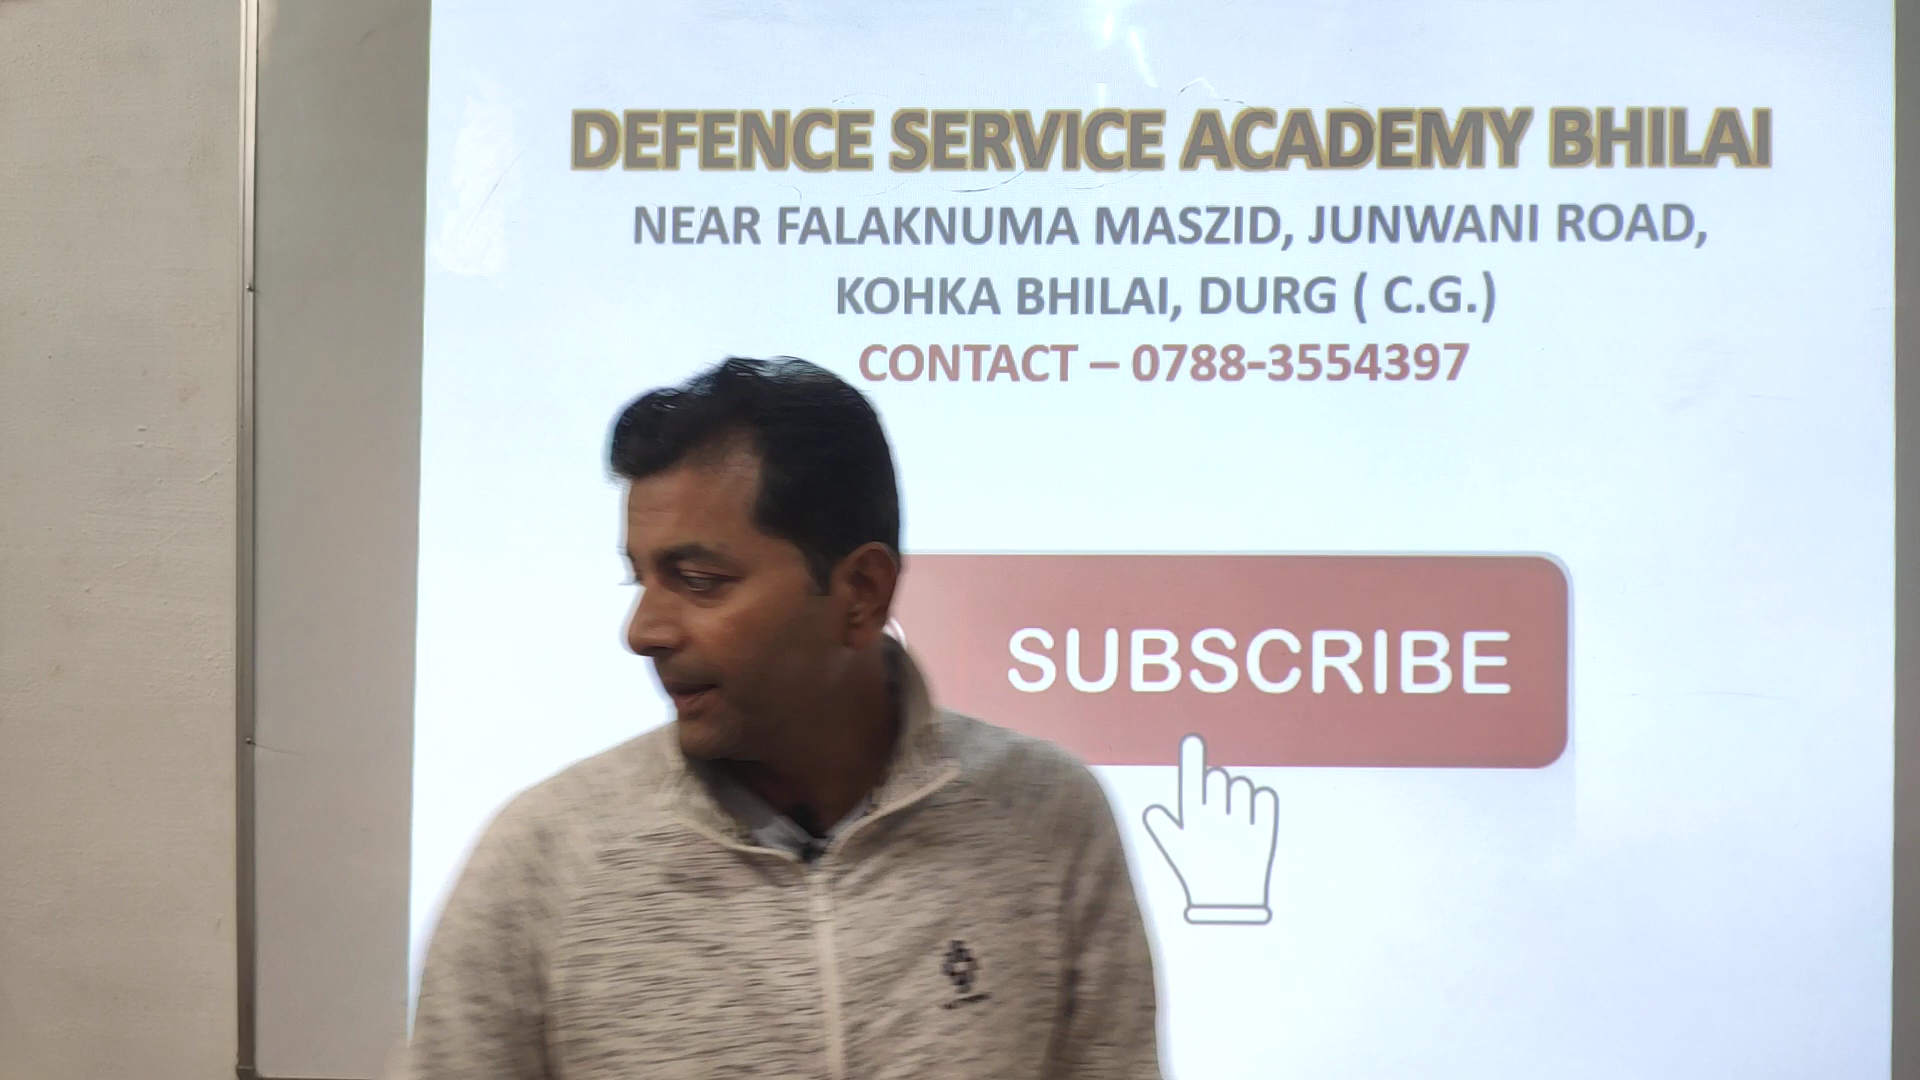 DEFENCE SERVICE ACADEMY BHILAI
NEAR FALAKNUMA MASZID, JUNWANI ROAD,
KOHKA BHILAI, DURG ( C.G.)
CONTACT – 0788-3554397
SUBSCRIBE